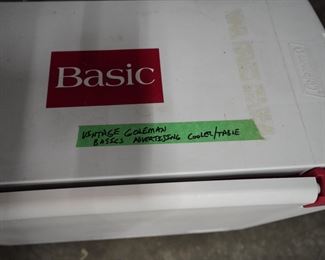 Basic
VINTAGE COLEMAN
BASICS ADVERTISING COOLER/TABLE